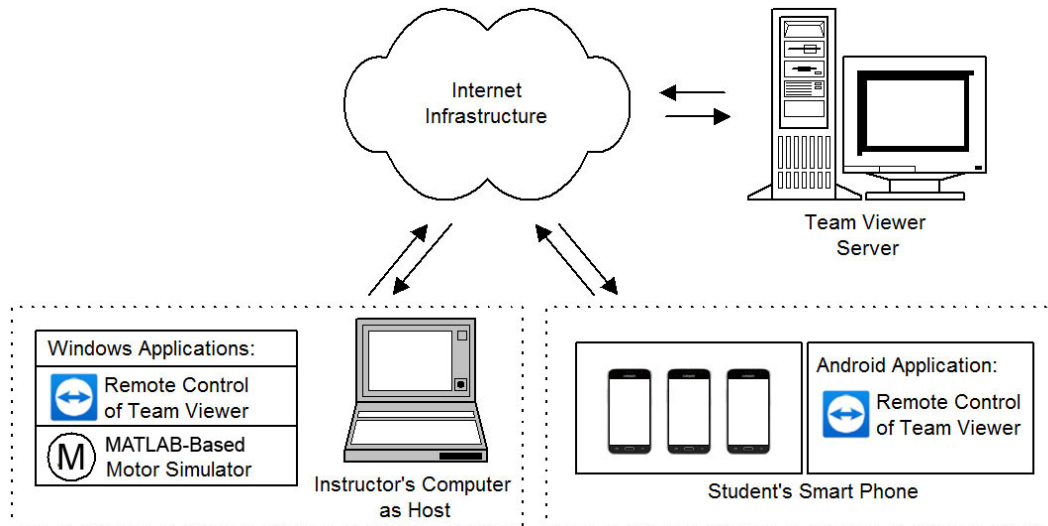 Internet
Infrastructure
Team Viewer
Server
Windows Applications:
Remote Control
of Team Viewer
M
MATLAB-Based
Motor Simulator
Instructor's Computer
as Host
Android Application:
Remote Control
of Team Viewer
Student's Smart Phone